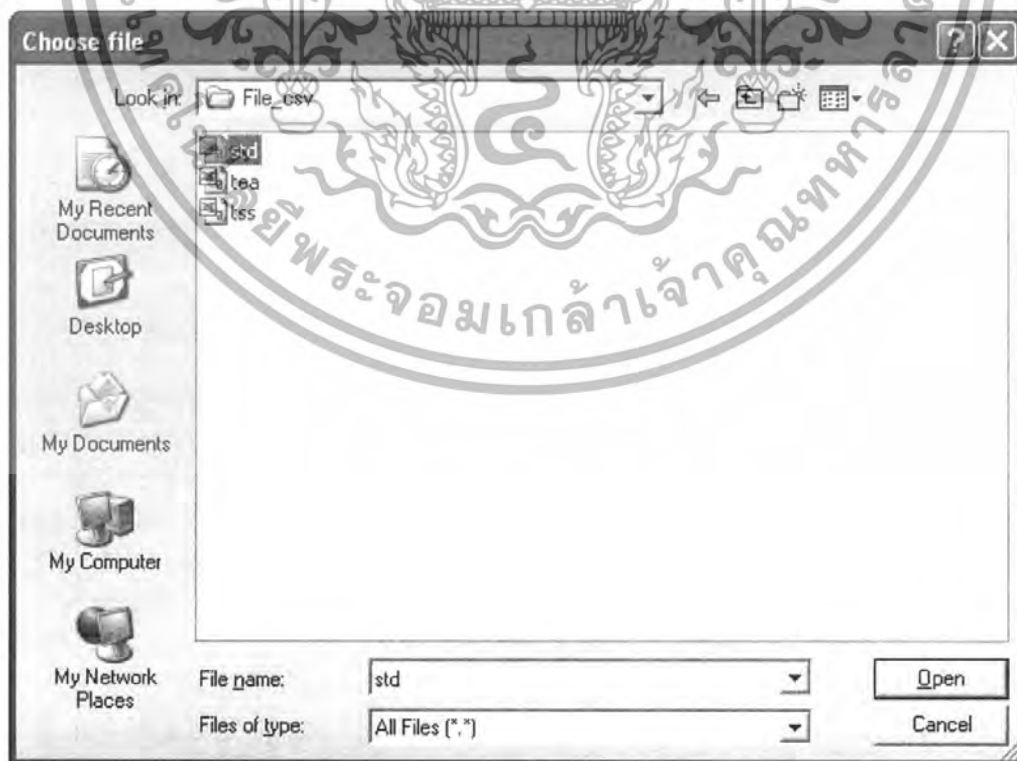 Choose file
Look in:
File_csv
std
tea
tss
My Recent
Documents
Desktop
My Documents
My Computer
My Network
Places
File name:
std
Open
Files of type:
All Files (*.*)
Cancel
พระจอมเกล้าเจ้าคุณทหารลา